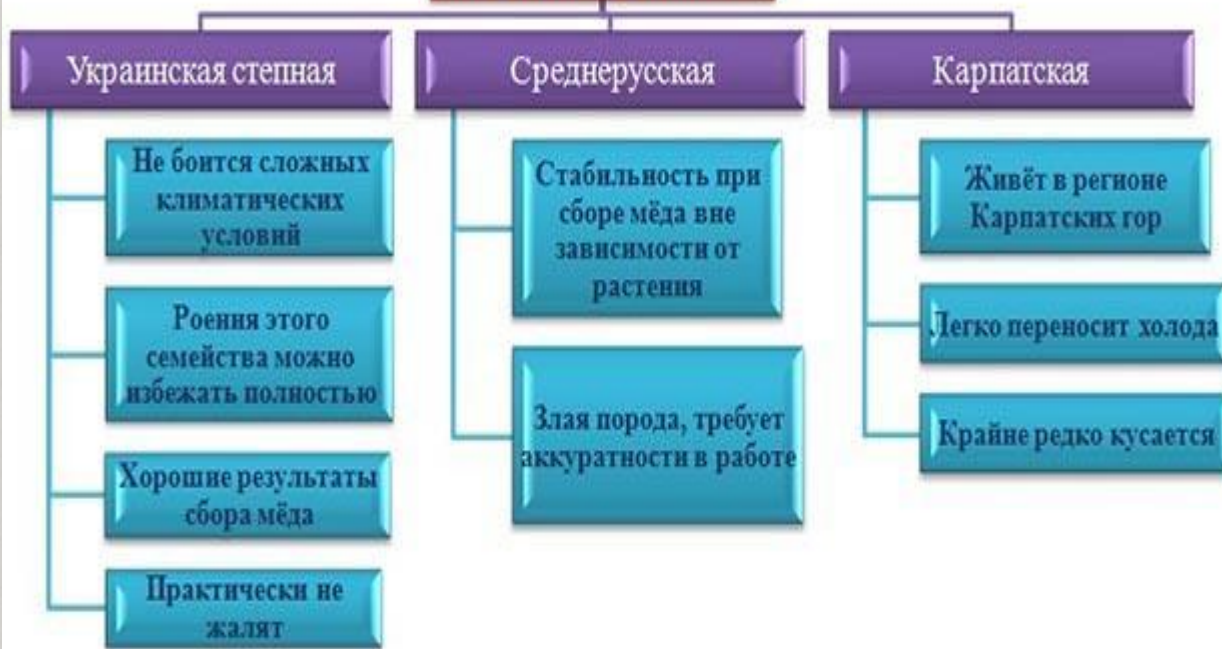 Украинская степная
Не боится сложных
климатических
условий
Роения этого
семейства можно
избежать полностью
Хорошие результаты
сбора мёда
Практически не
жалят
Среднерусская
Стабильность при
сборе мёда вне
зависимости от
растения
Злая порода, требует
аккуратности в работе
Карпатская
Живёт в регионе
Карпатских гор
Легко переносит холода
Крайне редко кусается